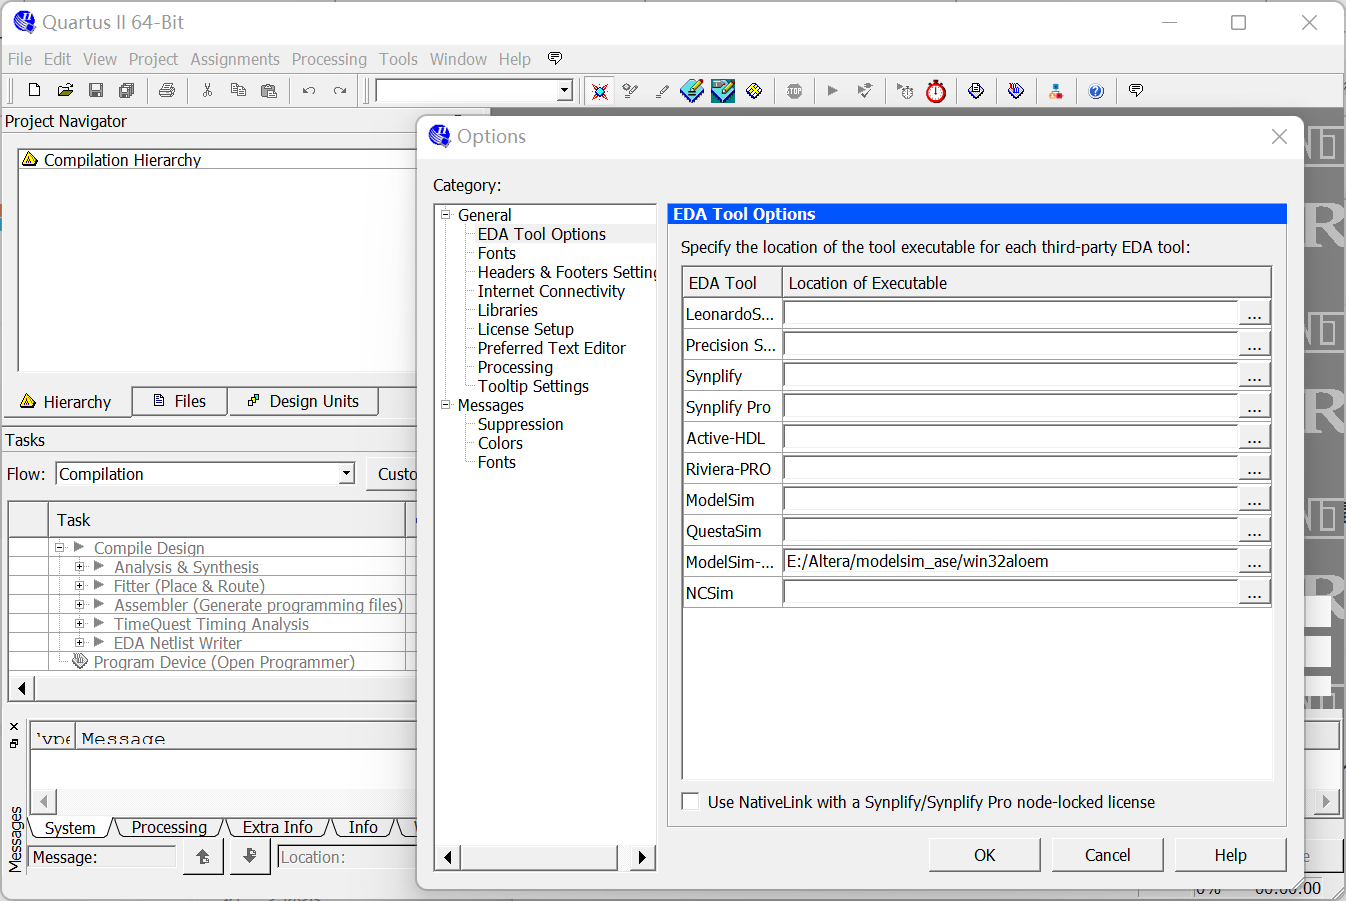 Quartus II 64-Bit
File Edit View Project Assignments Processing Tools Window Help
STOP
Project Navigator
Compilation Hierarchy
Hierarchy Files Design Units
Tasks
Flow: Compilation Custo
Task
Compile Design
Analysis & Synthesis
Fitter (Place & Route)
Assembler (Generate programming files)
TimeQuest Timing Analysis
EDA Netlist Writer
Program Device (Open Programmer)
Message
Messages
System Processing Extra Info Info
Message:
Location:
Options
Category:
General
EDA Tool Options
Fonts
Headers & Footers Setting
Internet Connectivity
Libraries
License Setup
Preferred Text Editor
Processing
Tooltip Settings
Messages
Suppression
Colors
Fonts
EDA Tool Options
Specify the location of the tool executable for each third-party EDA tool:
EDA Tool Location of Executable
LeonardoS... ...
Precision S... ...
Synplify ...
Synplify Pro ...
Active-HDL ...
Riviera-PRO ...
ModelSim ...
QuestaSim ...
ModelSim-... E:/Altera/modelsim_ase/win32aloem ...
NCSim ...
Use NativeLink with a Synplify/Synplify Pro node-locked license
OK Cancel Help
0% 00:00:00